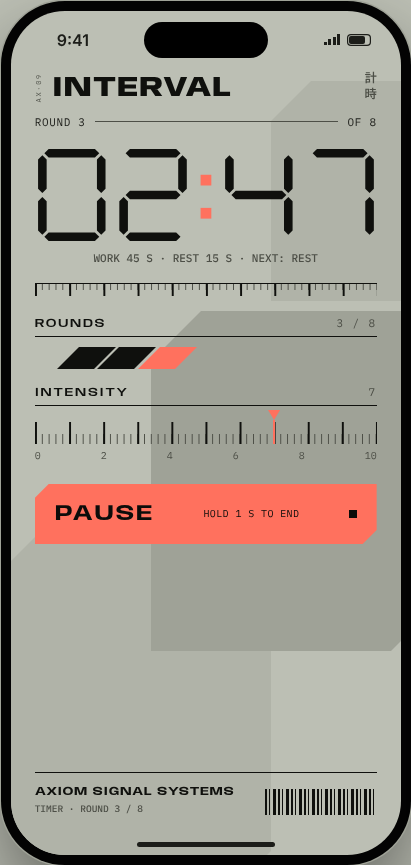 9:41
AX-09
INTERVAL
計時
ROUND 3
OF 8
02:47
WORK 45 S · REST 15 S · NEXT: REST
ROUNDS
3 / 8
INTENSITY
7
0 2 4 6 8 10
PAUSE
HOLD 1 S TO END
AXIOM SIGNAL SYSTEMS
TIMER · ROUND 3 / 8